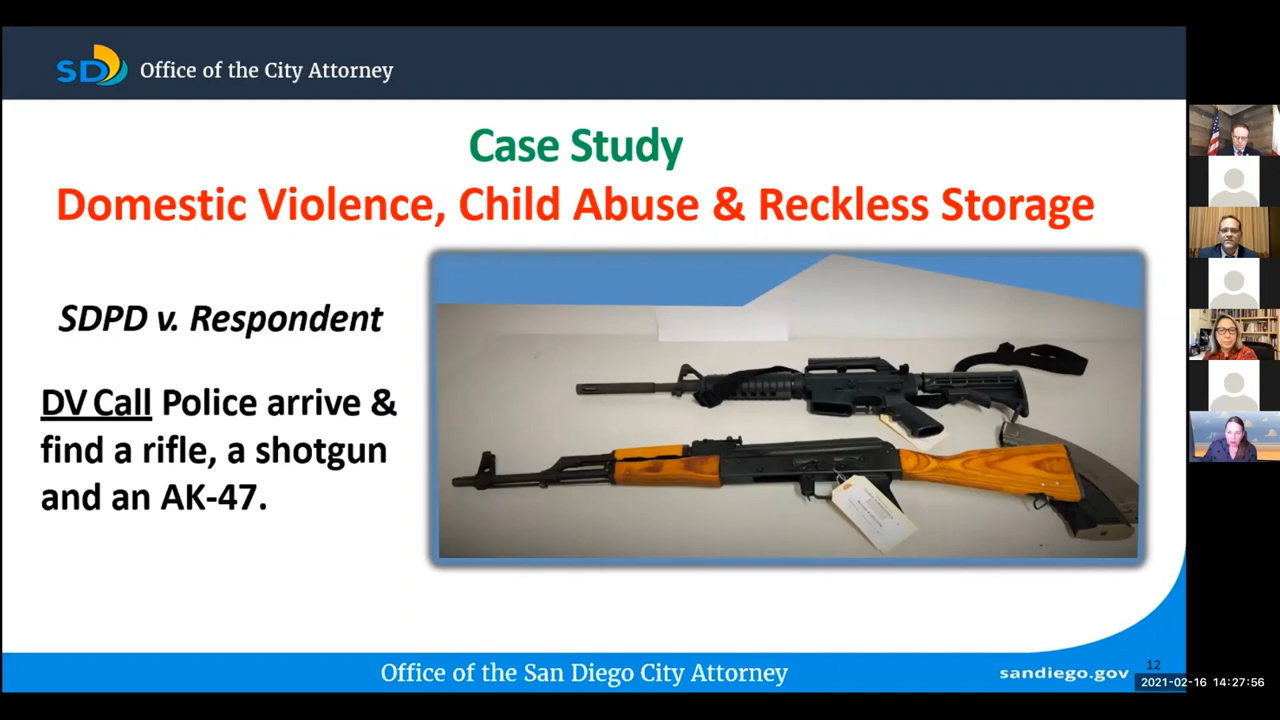 SD Office of the City Attorney
Case Study
Domestic Violence, Child Abuse & Reckless Storage
SDPD v. Respondent
DV Call Police arrive &
find a rifle, a shotgun
and an AK-47.
Office of the San Diego City Attorney
sandiego.gov
12
2021-02-16 14:27:56